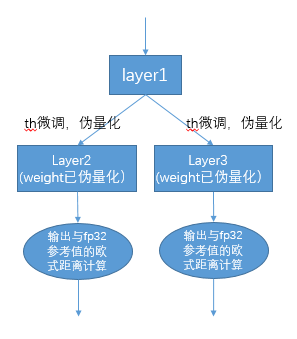 layer1
th微调，伪量化
th微调，伪量化
Layer2
(weight已伪量化）
Layer3
(weight已伪量化）
输出与fp32
参考值的欧
式距离计算
输出与fp32
参考值的欧
式距离计算